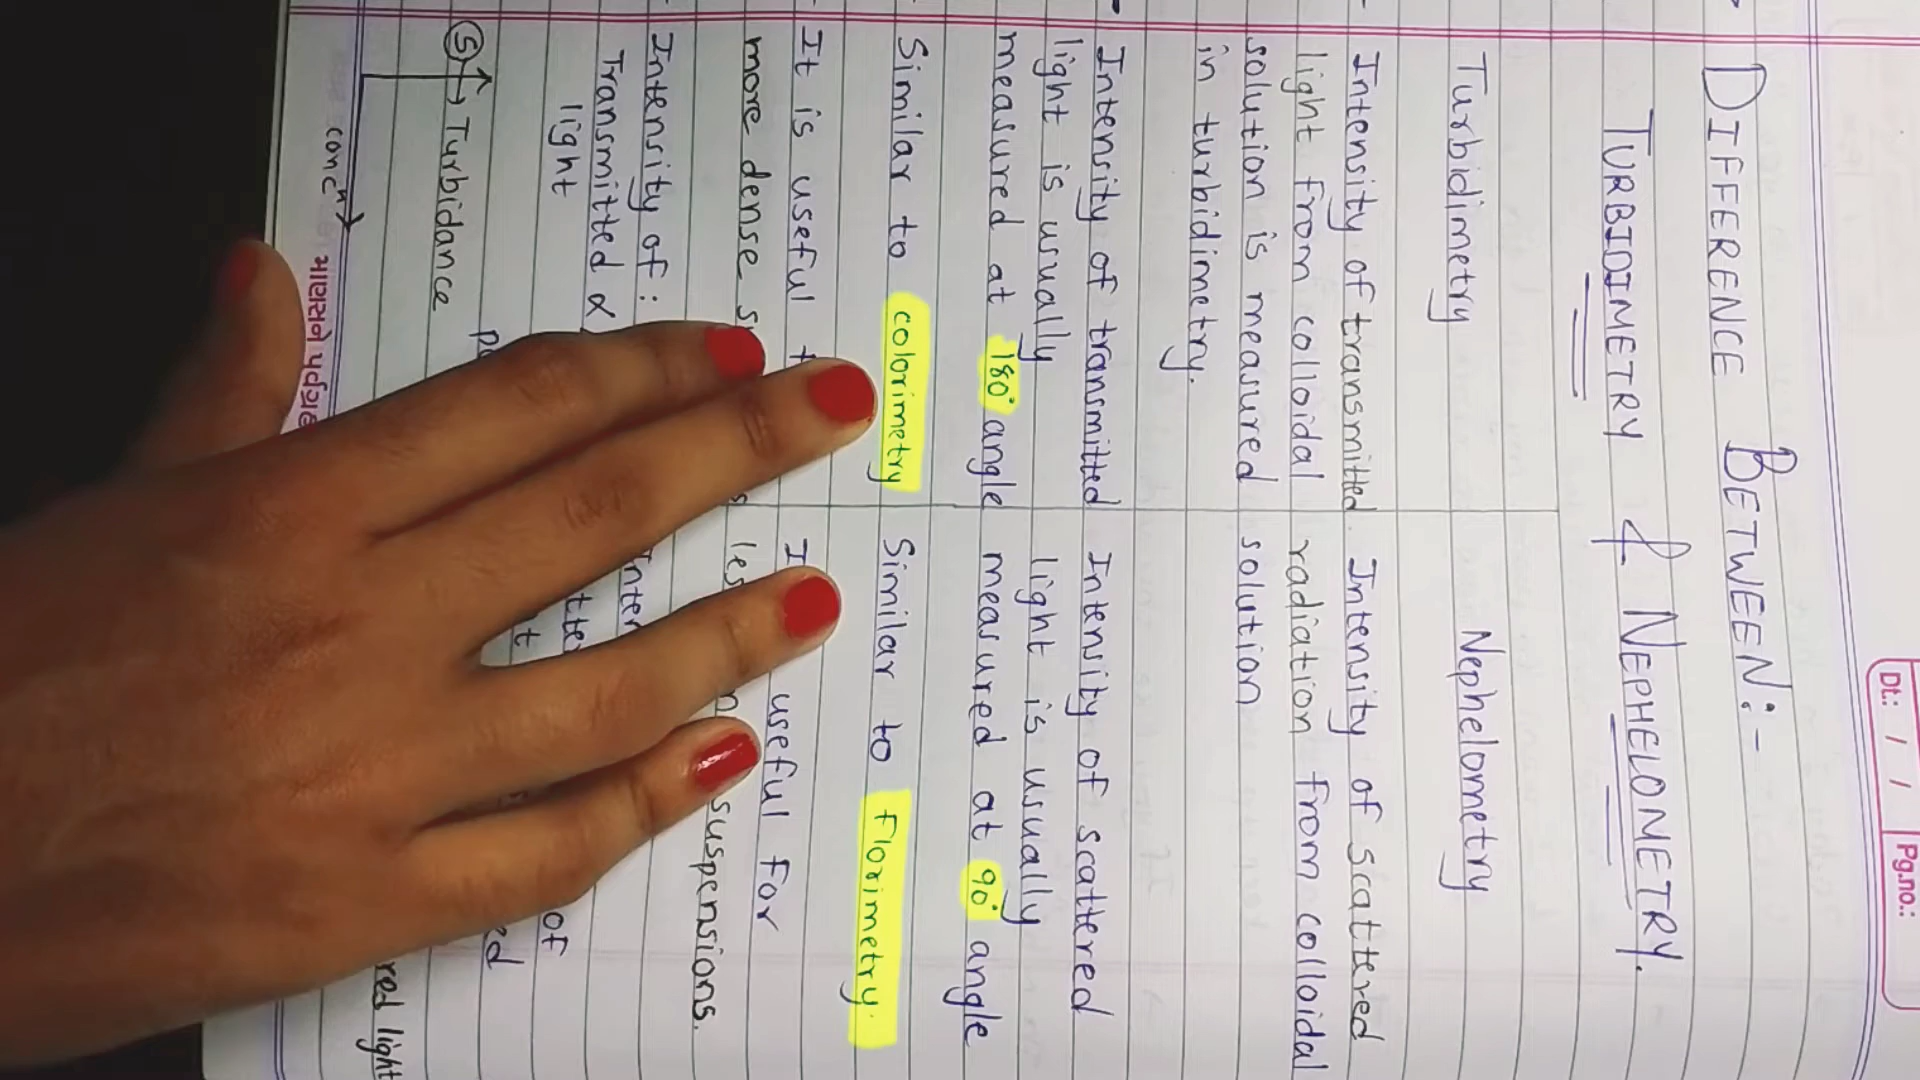 Dt.: / / Pg.no.:
DIFFERENCE BETWEEN:-
TURBIDIMETRY & NEPHELOMETRY.
Turbidimetry
Intensity of transmitted.
light from colloidal
solution is measured
in turbidimetry.
Intensity of transmitted
light is usually
measured at 180° angle
Similar to colorimetry
It is useful
more dense
Intensity of:
Transmitted ∝
light
S → Turbidance
concⁿ
Nephelometry
Intensity of scattered
radiation from colloidal
solution
Intensity of scattered
light is usually
measured at 90° angle
Similar to Florimetry.
useful for
suspensions.
of
red light